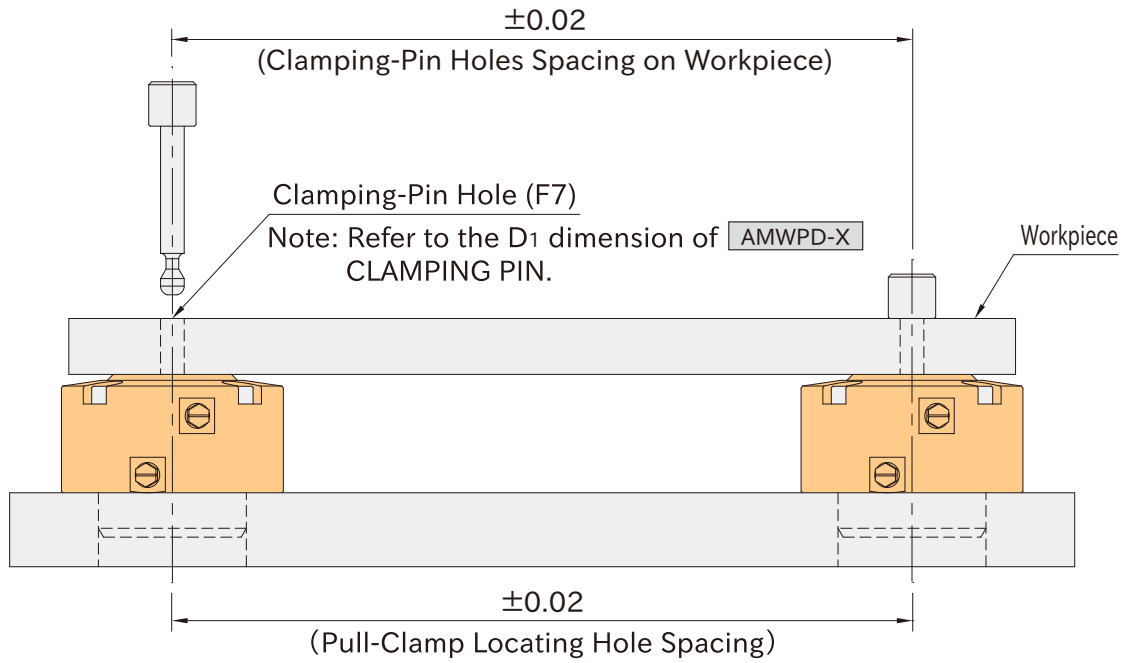 ±0.02
(Clamping-Pin Holes Spacing on Workpiece)
Clamping-Pin Hole (F7)
Note: Refer to the D1 dimension of AMWPD-X
CLAMPING PIN.
Workpiece
±0.02
(Pull-Clamp Locating Hole Spacing)